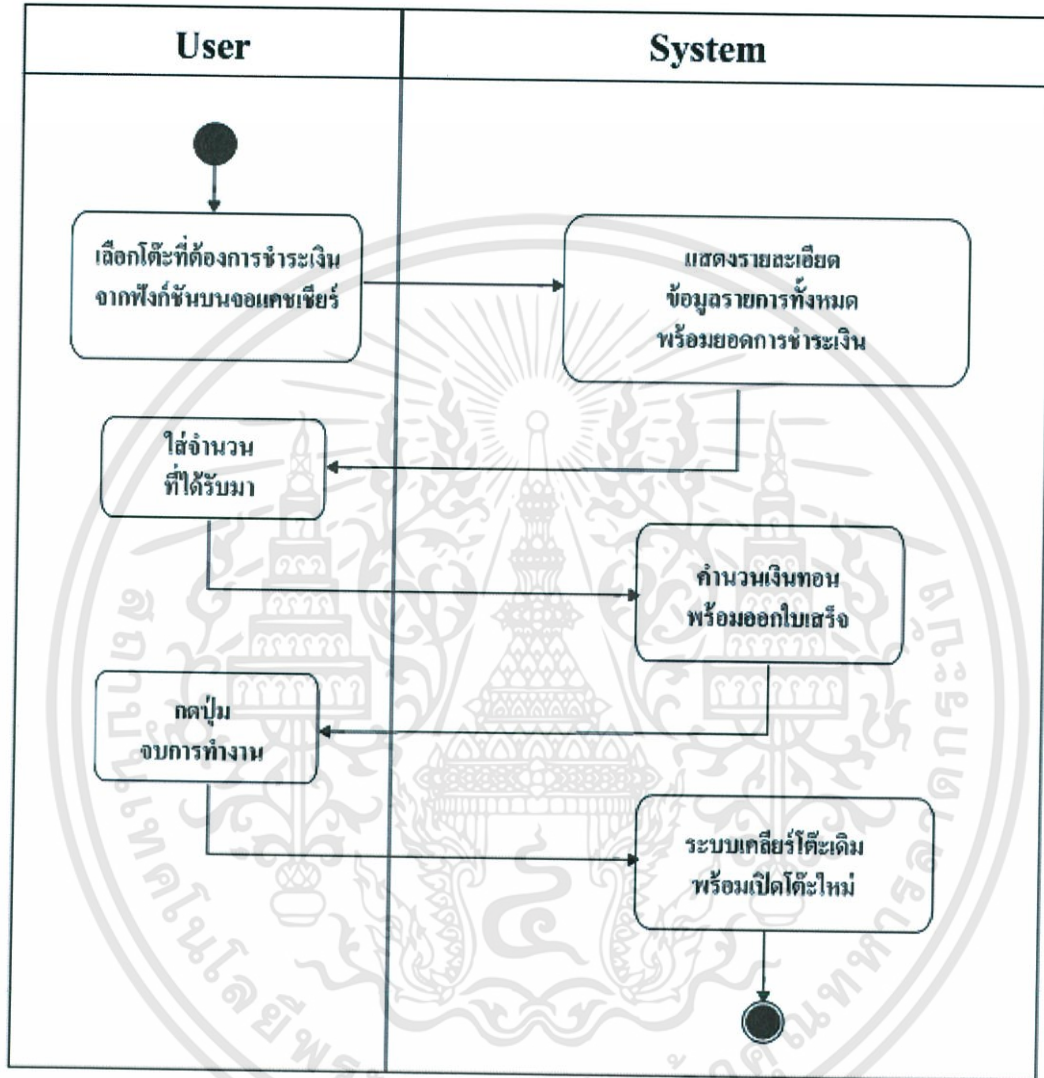 User
System
เลือกโต๊ะที่ต้องการชำระเงิน
จากฟังก์ชันบนจอแคชเชียร์
แสดงรายละเอียด
ข้อมูลรายการทั้งหมด
พร้อมยอดการชำระเงิน
ใส่จำนวน
ที่ได้รับมา
คำนวนเงินทอน
พร้อมออกใบเสร็จ
กดปุ่ม
จบการทำงาน
ระบบเคลียร์โต๊ะเดิม
พร้อมเปิดโต๊ะใหม่